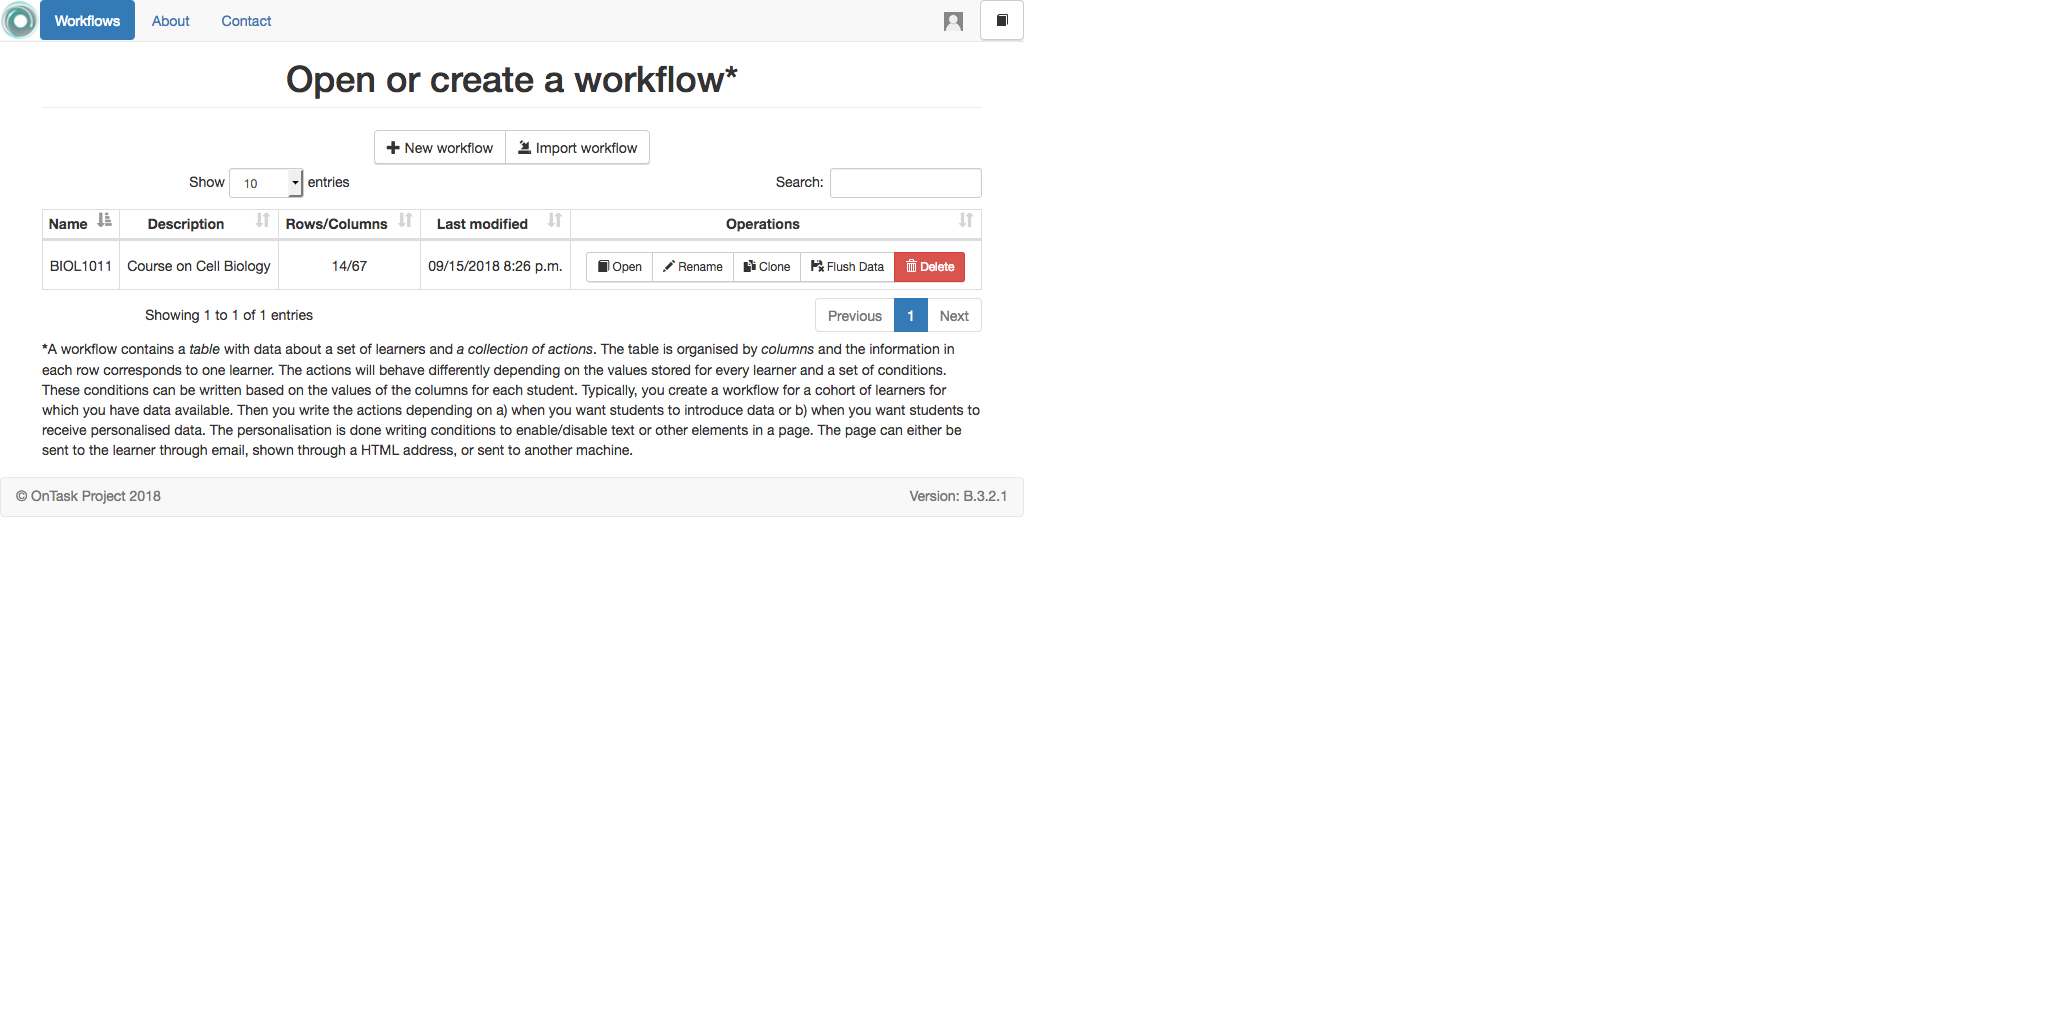 Workflows About Contact
Open or create a workflow*
New workflow Import workflow
Show 10 entries Search:
Name Description Rows/Columns Last modified Operations
BIOL1011 Course on Cell Biology 14/67 09/15/2018 8:26 p.m. Open Rename Clone Flush Data Delete
Showing 1 to 1 of 1 entries Previous 1 Next
*A workflow contains a table with data about a set of learners and a collection of actions. The table is organised by columns and the information in
each row corresponds to one learner. The actions will behave differently depending on the values stored for every learner and a set of conditions.
These conditions can be written based on the values of the columns for each student. Typically, you create a workflow for a cohort of learners for
which you have data available. Then you write the actions depending on a) when you want students to introduce data or b) when you want students to
receive personalised data. The personalisation is done writing conditions to enable/disable text or other elements in a page. The page can either be
sent to the learner through email, shown through a HTML address, or sent to another machine.
© OnTask Project 2018 Version: B.3.2.1